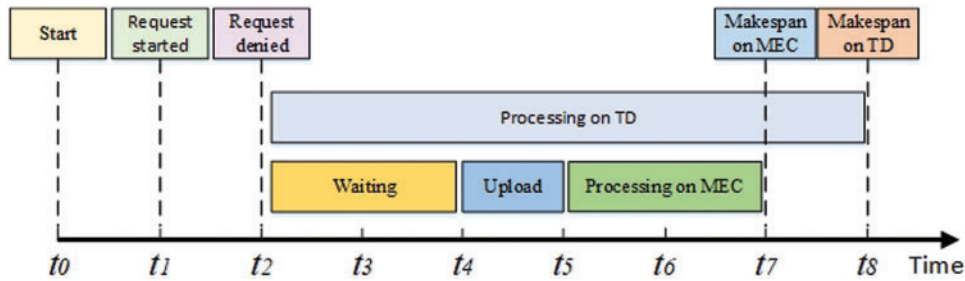 Start
Request
started
Request
denied
Makespan
on MEC
Makespan
on TD
Processing on TD
Waiting
Upload
Processing on MEC
t0 t1 t2 t3 t4 t5 t6 t7 t8 Time